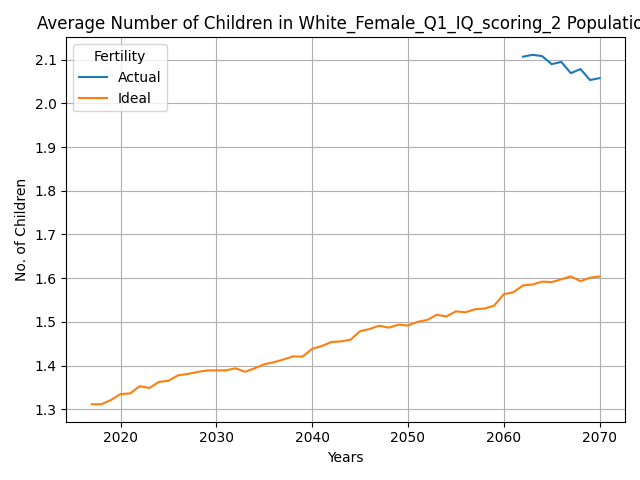 Average Number of Children in White_Female_Q1_IQ_scoring_2 Populatio
Fertility
Actual
Ideal
No. of Children
2.1
2.0
1.9
1.8
1.7
1.6
1.5
1.4
1.3
2020 2030 2040 2050 2060 2070
Years